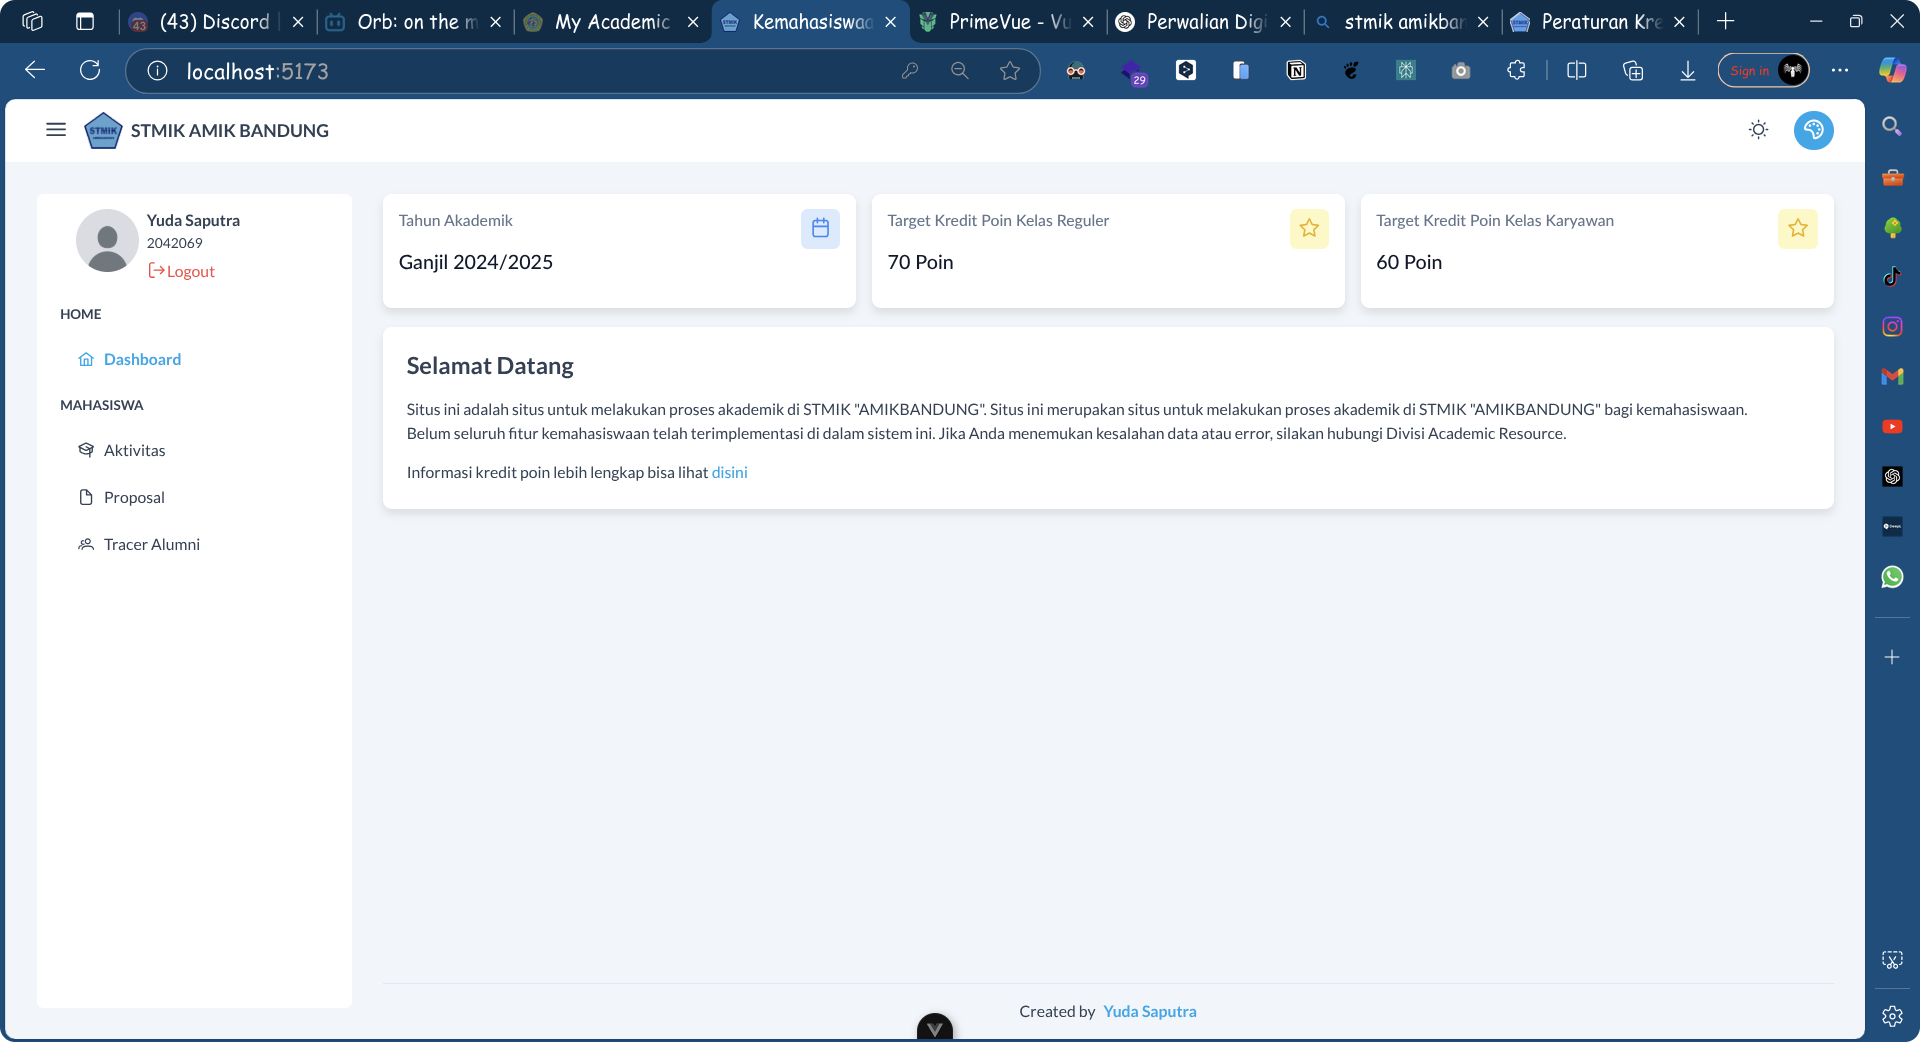 (43) Discord
Orb: on the m
My Academic
Kemahasiswaa
PrimeVue - Vu
Perwalian Digi
stmik amikban
Peraturan Kre
localhost:5173
29
Sign in
STMIK
STMIK AMIK BANDUNG
Yuda Saputra
2042069
Logout
HOME
Dashboard
MAHASISWA
Aktivitas
Proposal
Tracer Alumni
Tahun Akademik
Ganjil 2024/2025
Target Kredit Poin Kelas Reguler
70 Poin
Target Kredit Poin Kelas Karyawan
60 Poin
Selamat Datang
Situs ini adalah situs untuk melakukan proses akademik di STMIK "AMIKBANDUNG". Situs ini merupakan situs untuk melakukan proses akademik di STMIK "AMIKBANDUNG" bagi kemahasiswaan.
Belum seluruh fitur kemahasiswaan telah terimplementasi di dalam sistem ini. Jika Anda menemukan kesalahan data atau error, silakan hubungi Divisi Academic Resource.
Informasi kredit poin lebih lengkap bisa lihat disini
Created by Yuda Saputra